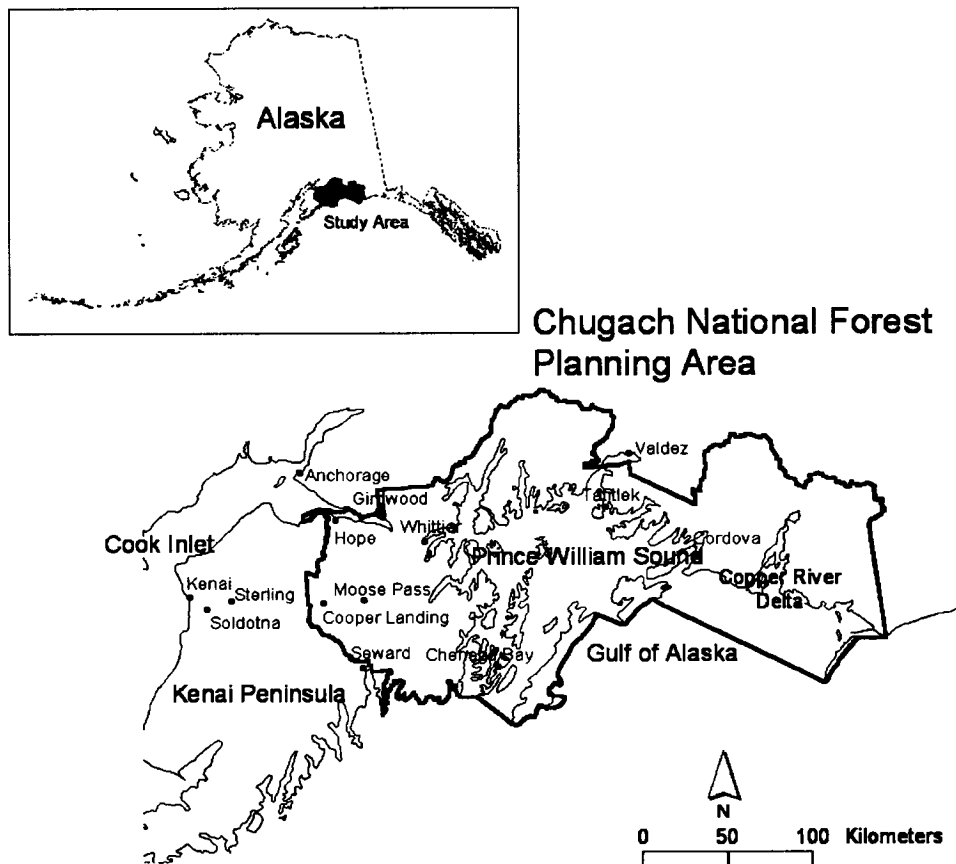 Alaska
Study Area
Chugach National Forest
Planning Area
Valdez
Anchorage
Girdwood
Tatitlek
Whittier
Hope
Cordova
Cook Inlet
Prince William Sound
Copper River
Delta
Kenai
Sterling
Moose Pass
Soldotna
Cooper Landing
Seward
Chenega Bay
Gulf of Alaska
Kenai Peninsula
N
0 50 100 Kilometers